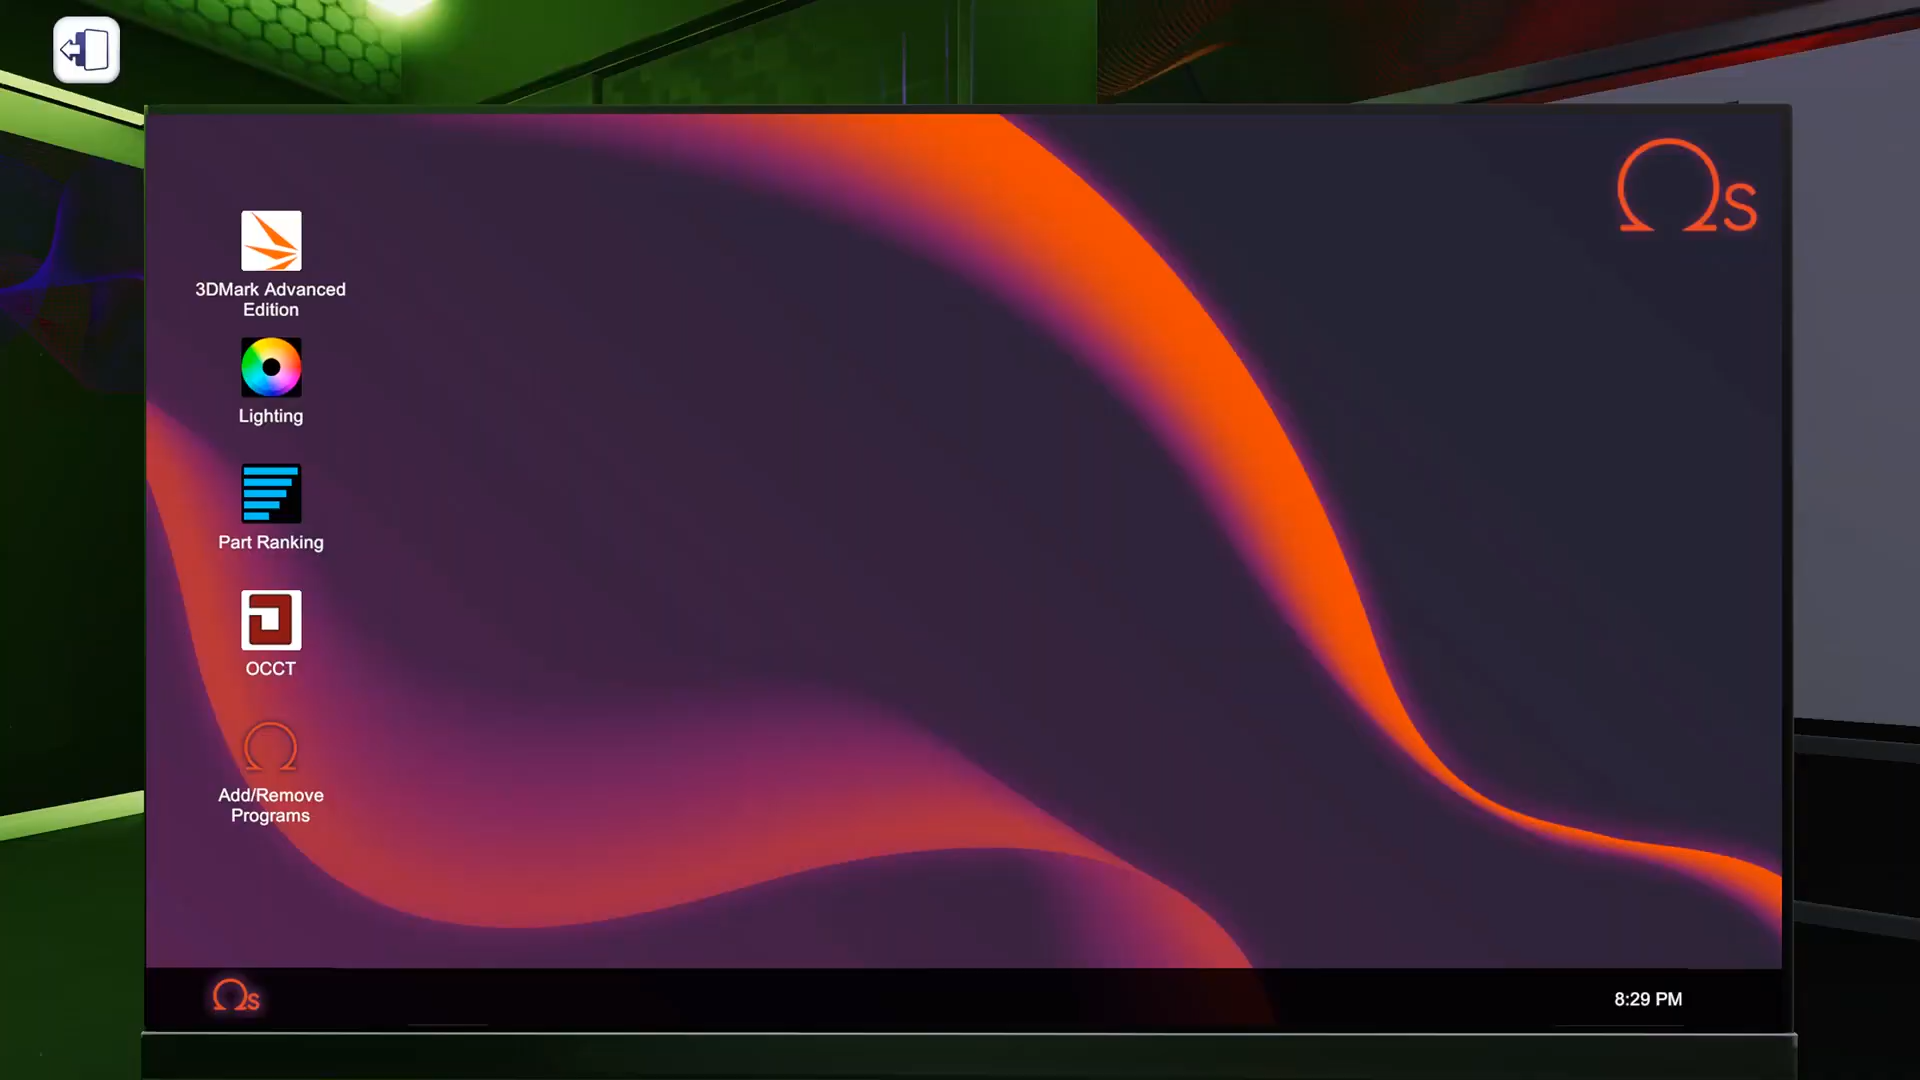 Ωs
3DMark Advanced
Edition
Lighting
Part Ranking
OCCT
Add/Remove
Programs
Ωs
8:29 PM